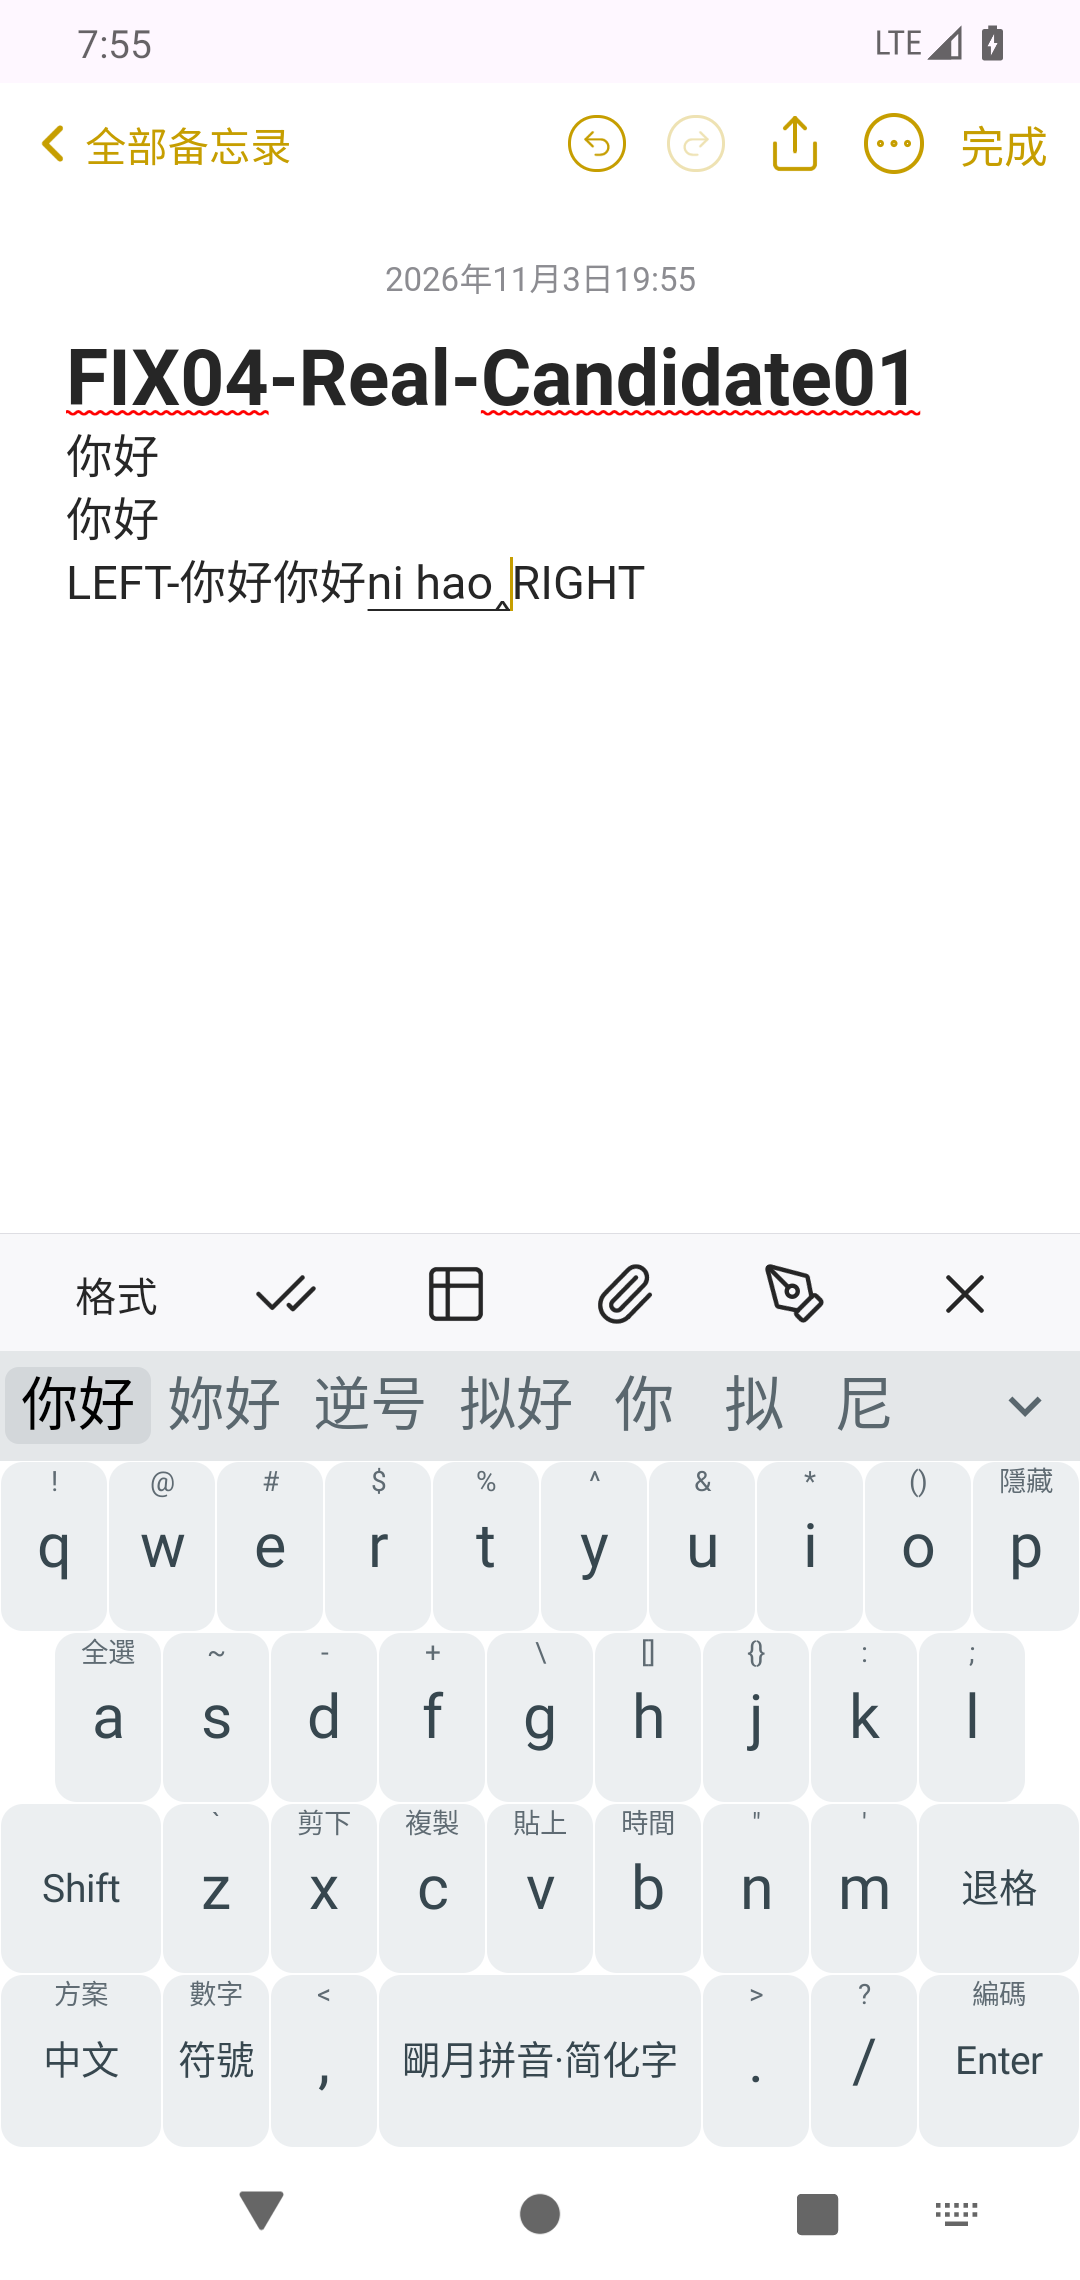 7:55 LTE
全部备忘录 完成
2026年11月3日19:55
FIX04-Real-Candidate01
你好
你好
LEFT-你好你好ni hao ‸RIGHT
格式
你好 妳好 逆号 拟好 你 拟 尼
! @ # $ % ^ & * () 隱藏
q w e r t y u i o p
全選 ~ - + \ [] {} : ;
a s d f g h j k l
` 剪下 複製 貼上 時間 " '
Shift z x c v b n m 退格
方案 數字 < > ? 編碼
中文 符號 , 朙月拼音·简化字 . / Enter